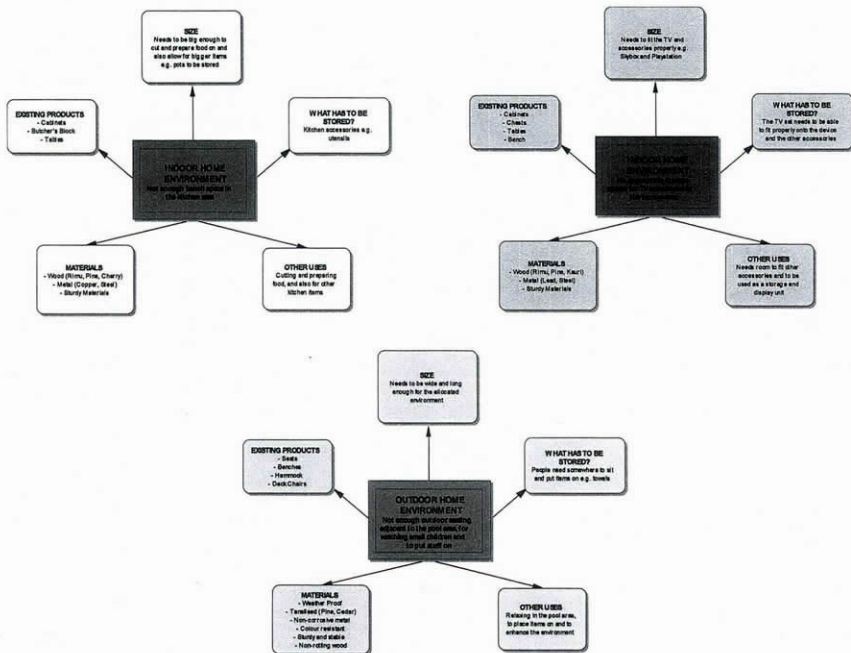 SIZE
Needs to be big enough to
cut and prepare food on and
also allow for bigger items
e.g. pots to be stored
EXISTING PRODUCTS
- Cabinets
- Butcher's Block
- Tables
WHAT HAS TO BE
STORED?
Kitchen accessories e.g.
utensils
INDOOR HOME
ENVIRONMENT
Not enough bench space in
the kitchen area
MATERIALS
- Wood (Rimu, Pine, Cherry)
- Metal (Copper, Steel)
- Sturdy Materials
OTHER USES
Cutting and preparing
food, and also for other
kitchen items
SIZE
Needs to fit the TV and
accessories properly e.g.
Skybox and Playstation
EXISTING PRODUCTS
- Cabinets
- Chests
- Tables
- Bench
WHAT HAS TO BE
STORED?
The TV set needs to be able
to fit properly onto the device
and the other accessories
INDOOR HOME
MATERIALS
- Wood (Rimu, Pine, Kauri)
- Metal (Lead, Steel)
- Sturdy Materials
OTHER USES
Needs room to fit other
accessories and to be
used as a storage and
display unit
SIZE
Needs to be wide and long
enough for the allocated
environment
EXISTING PRODUCTS
- Seats
- Benches
- Hammock
- Deck Chairs
WHAT HAS TO BE
STORED?
People need somewhere to sit
and put items on e.g. towels
OUTDOOR HOME
ENVIRONMENT
Not enough outdoor seating
adjacent to the pool area, for
watching small children and
to put stuff on
MATERIALS
- Weather Proof
- Tanalised (Pine, Cedar)
- Non-corrosive metal
- Colour resistant
- Sturdy and stable
- Non-rotting wood
OTHER USES
Relaxing in the pool area,
to place items on and to
enhance the environment